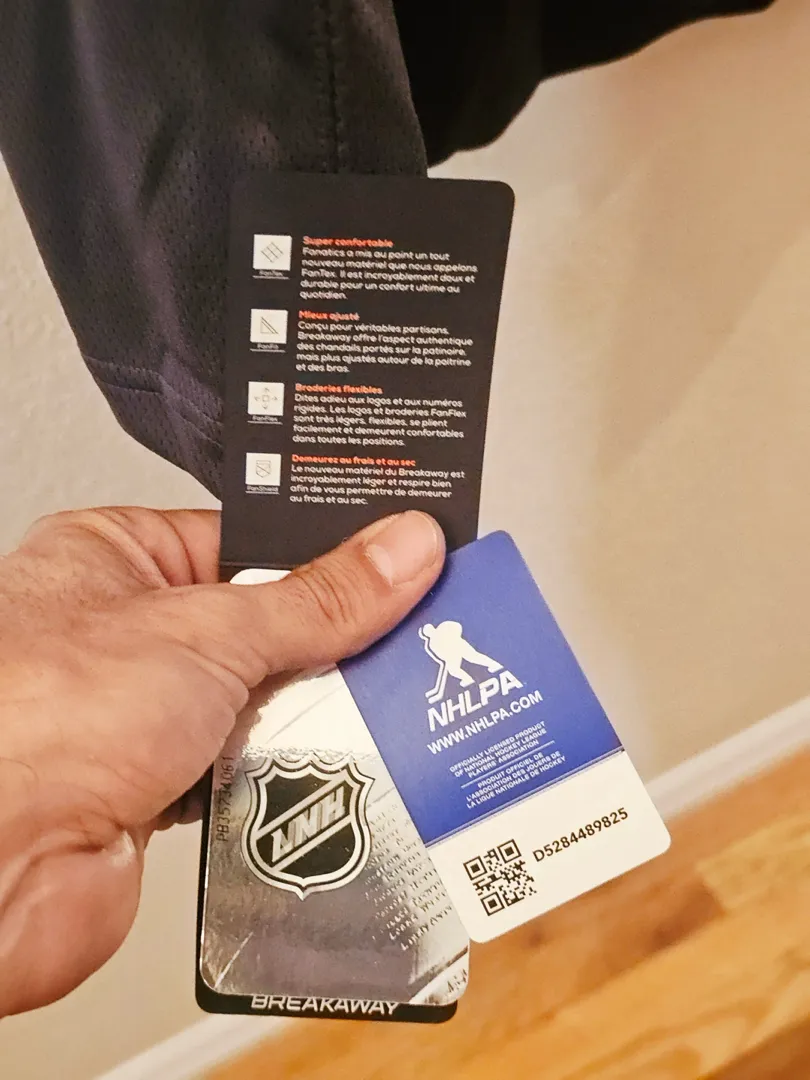 Super confortable
Fanatics a mis au point un tout
nouveau matériel que nous appelons
FanTex. Il est incroyablement doux et
durable pour un confort ultime au
quotidien.
FanTex
Mieux ajusté
Conçu pour véritables partisans,
Breakaway offre l'aspect authentique
des chandails portés sur la patinoire,
mais plus ajustés autour de la poitrine
et des bras.
FanFit
Broderies flexibles
Dites adieu aux logos et aux numéros
rigides. Les logos et broderies FanFlex
sont très légers, flexibles, se plient
facilement et demeurent confortables
dans toutes les positions.
FanFlex
Demeurez au frais et au sec
Le nouveau matériel du Breakaway est
incroyablement léger et respire bien
afin de vous permettre de demeurer
au frais et au sec.
FanShield
NHLPA
WWW.NHLPA.COM
OFFICIALLY LICENSED PRODUCT
OF NATIONAL HOCKEY LEAGUE
PLAYERS' ASSOCIATION
PRODUIT OFFICIEL DE
L'ASSOCIATION DES JOUEURS DE
LA LIGUE NATIONALE DE HOCKEY
D5284489825
BREAKAWAY